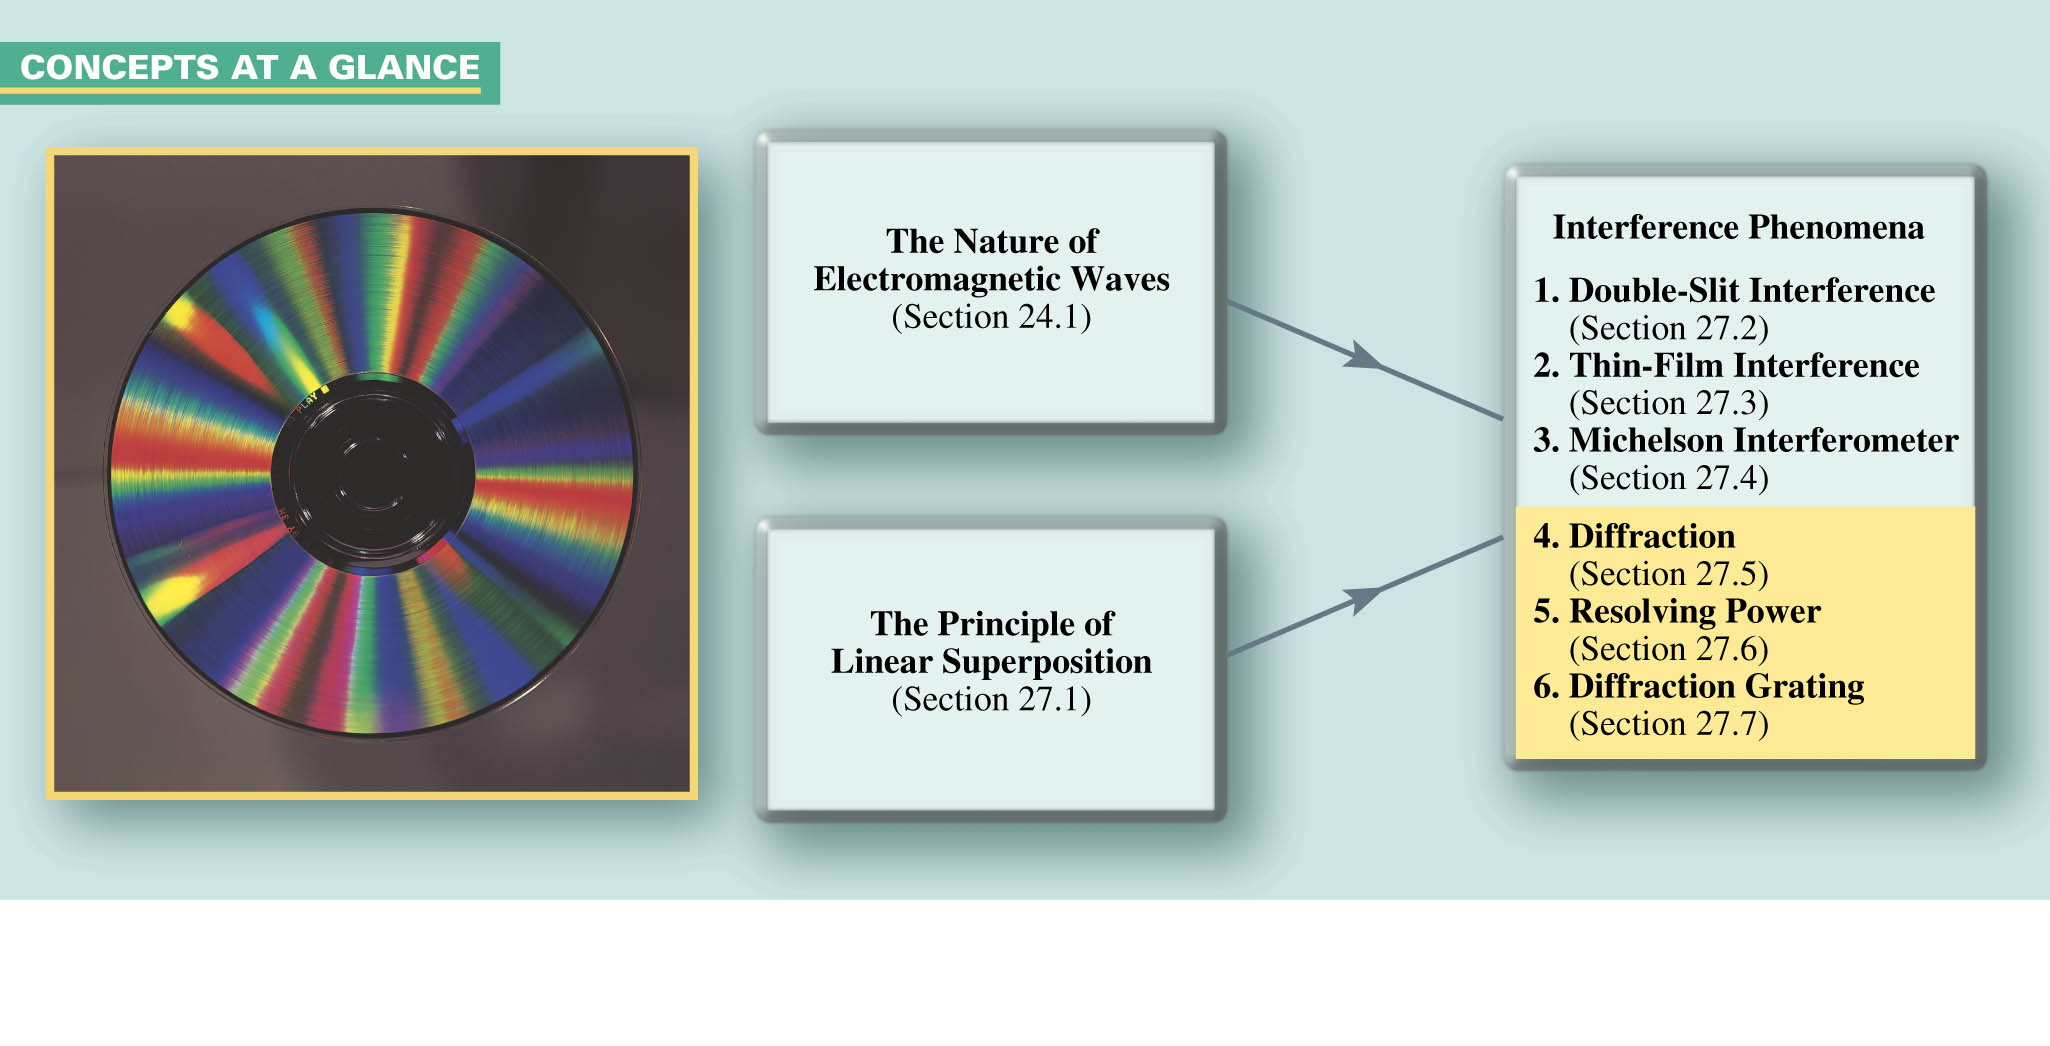 CONCEPTS AT A GLANCE
PLAY
The Nature of
Electromagnetic Waves
(Section 24.1)
The Principle of
Linear Superposition
(Section 27.1)
Interference Phenomena
1. Double-Slit Interference
(Section 27.2)
2. Thin-Film Interference
(Section 27.3)
3. Michelson Interferometer
(Section 27.4)
4. Diffraction
(Section 27.5)
5. Resolving Power
(Section 27.6)
6. Diffraction Grating
(Section 27.7)